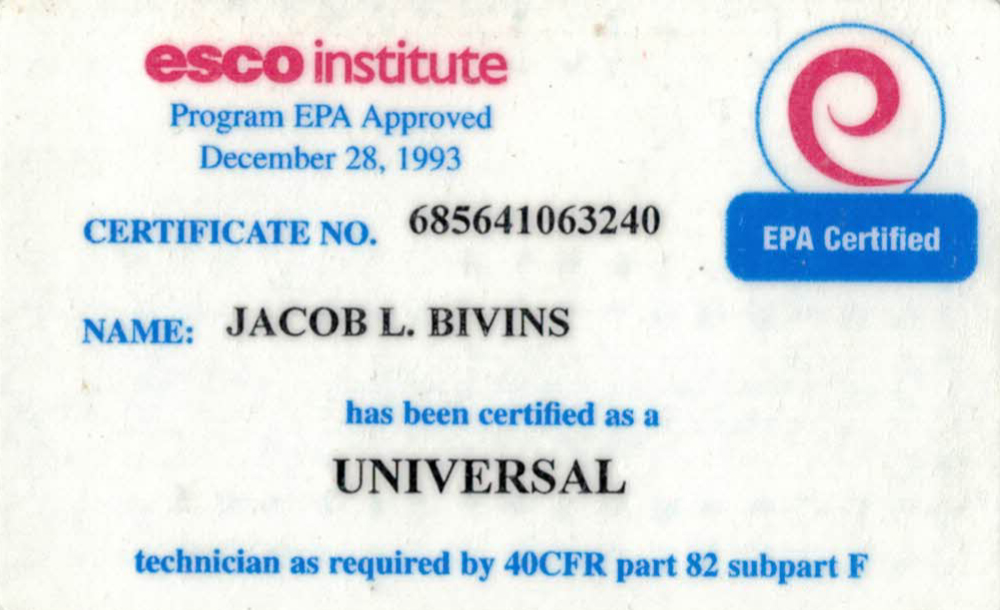 esco institute
Program EPA Approved
December 28, 1993
CERTIFICATE NO. 685641063240
EPA Certified
NAME: JACOB L. BIVINS
has been certified as a
UNIVERSAL
technician as required by 40CFR part 82 subpart F